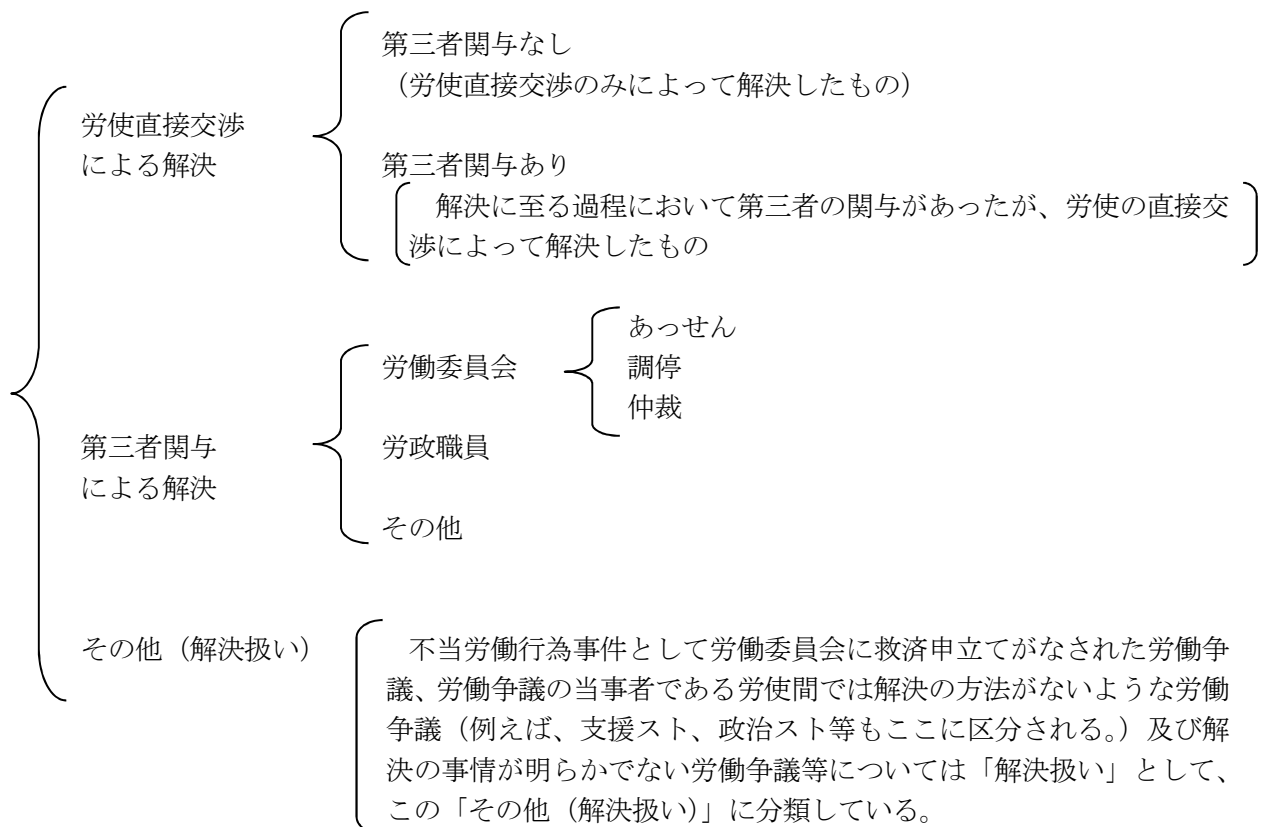 第三者関与なし
（労使直接交渉のみによって解決したもの）
労使直接交渉
による解決
第三者関与あり
解決に至る過程において第三者の関与があったが、労使の直接交
渉によって解決したもの
あっせん
労働委員会
調停
仲裁
第三者関与
による解決
労政職員
その他
その他（解決扱い）
不当労働行為事件として労働委員会に救済申立てがなされた労働争
議、労働争議の当事者である労使間では解決の方法がないような労働
争議（例えば、支援スト、政治スト等もここに区分される。）及び解
決の事情が明らかでない労働争議等については「解決扱い」として、
この「その他（解決扱い）」に分類している。